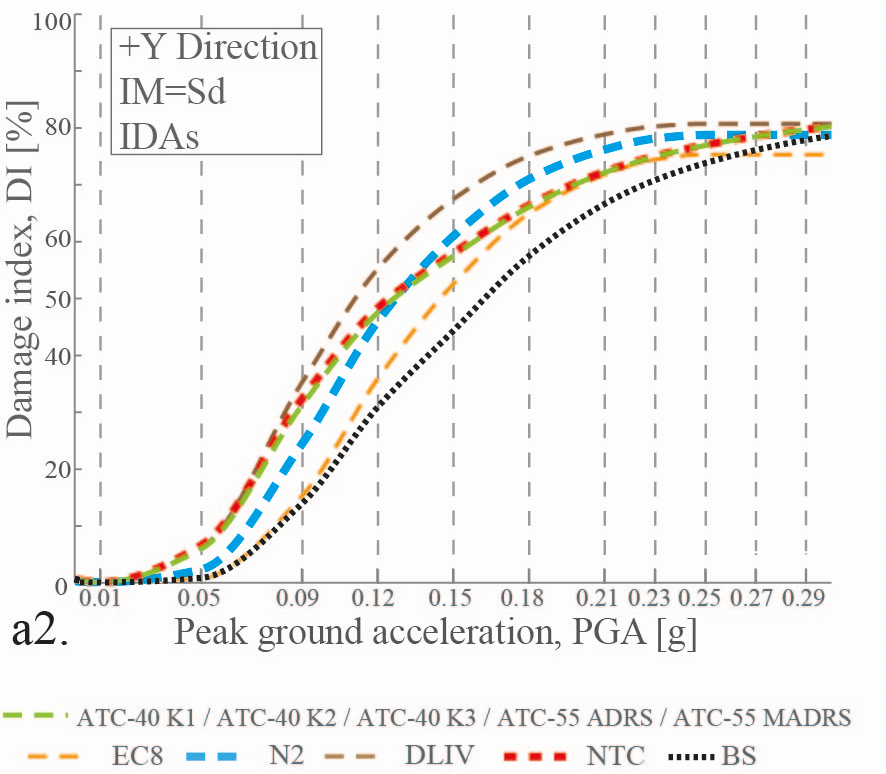 100
+Y Direction
IM=Sd
IDAs
80
60
50
40
20
0
Damage index, DI [%]
0.01 0.05 0.09 0.12 0.15 0.18 0.21 0.23 0.25 0.27 0.29
a2.
Peak ground acceleration, PGA [g]
ATC-40 K1 / ATC-40 K2 / ATC-40 K3 / ATC-55 ADRS / ATC-55 MADRS
EC8 N2 DLIV NTC BS